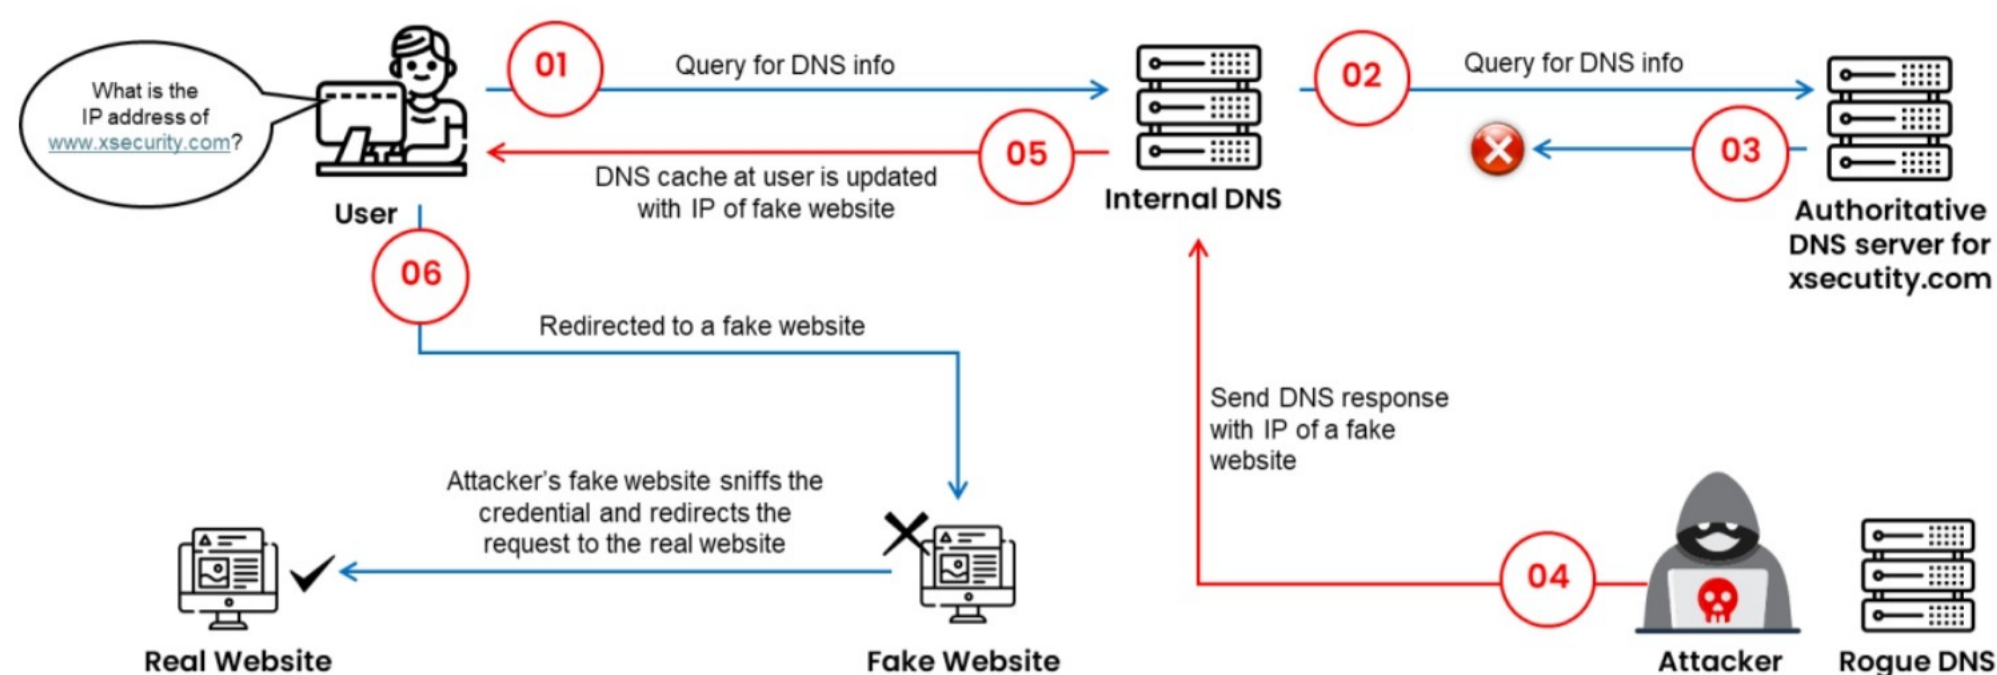 What is the
IP address of
www.xsecurity.com?
User
01
Query for DNS info
05
DNS cache at user is updated
with IP of fake website
Internal DNS
02
Query for DNS info
03
Authoritative
DNS server for
xsecutity.com
06
Redirected to a fake website
Send DNS response
with IP of a fake
website
04
Attacker's fake website sniffs the
credential and redirects the
request to the real website
Real Website
Fake Website
Attacker
Rogue DNS